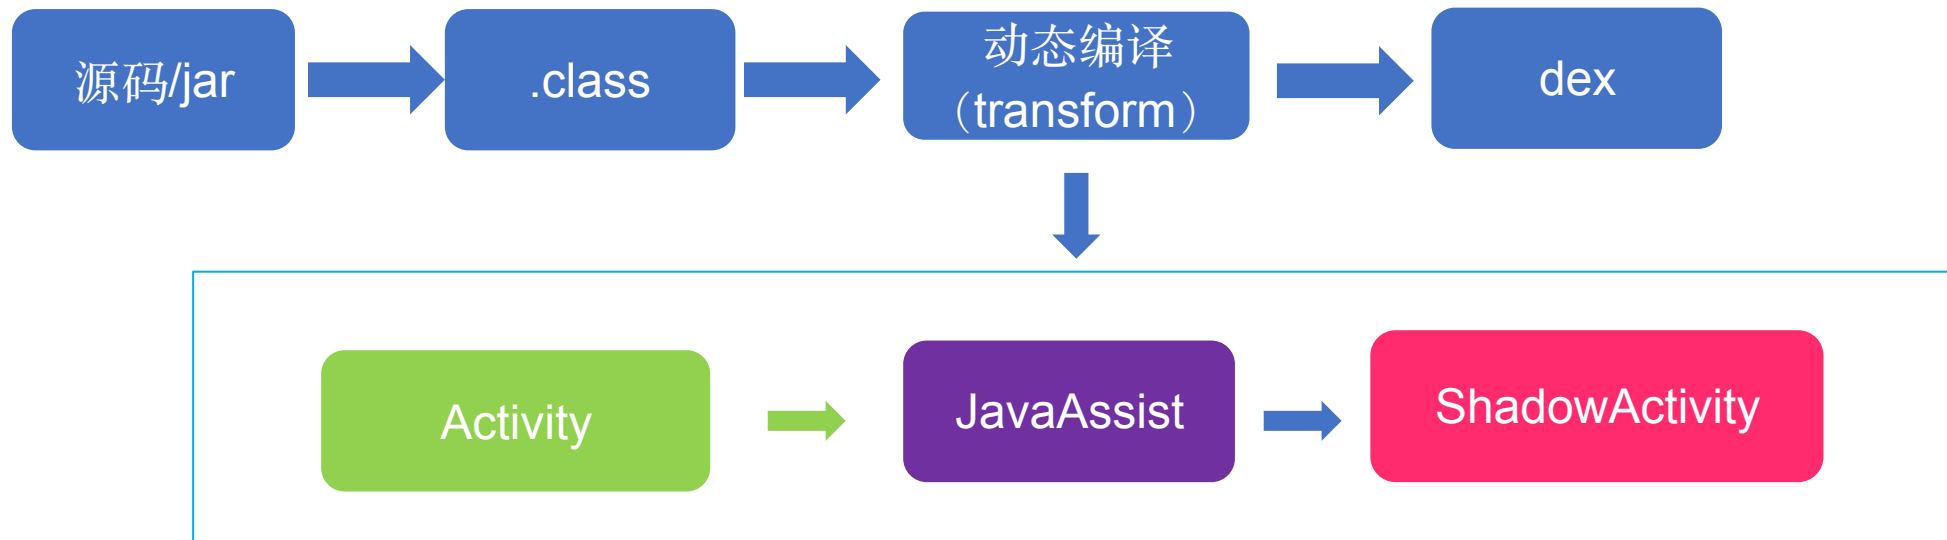 源码/jar
.class
动态编译
（transform）
dex
Activity
JavaAssist
ShadowActivity